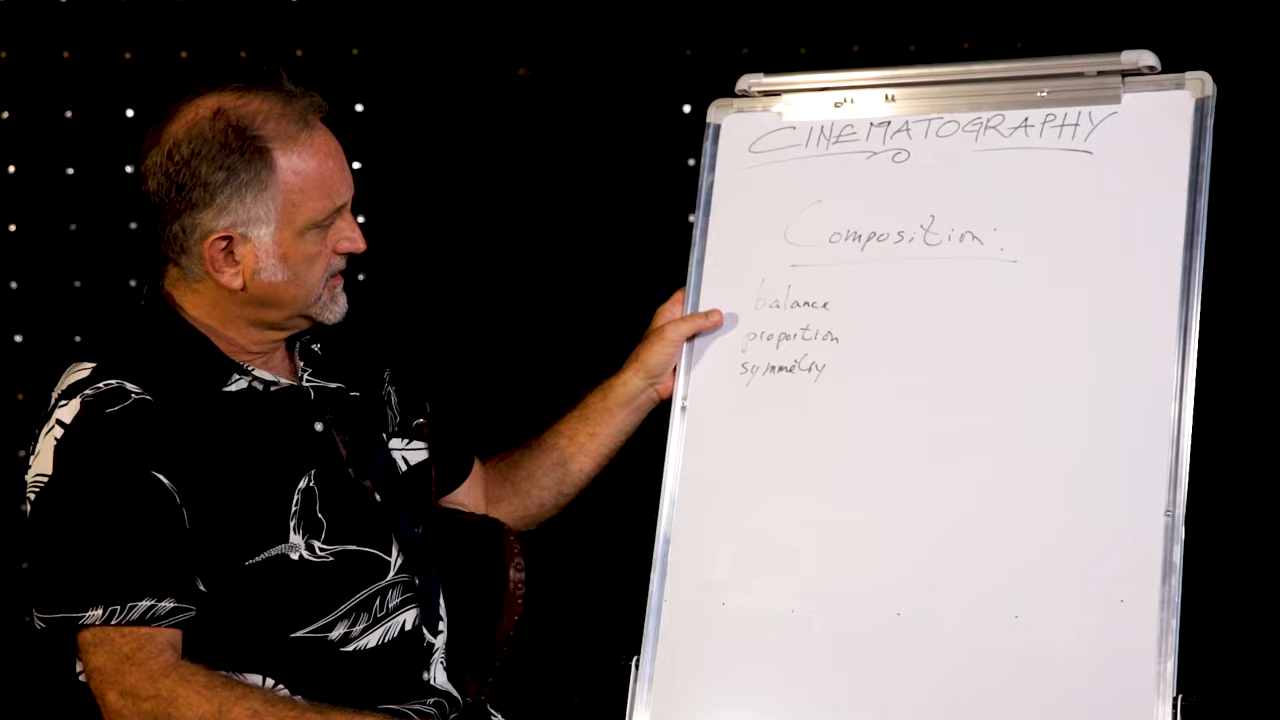 CINEMATOGRAPHY
Composition:
balance
proportion
symmetry